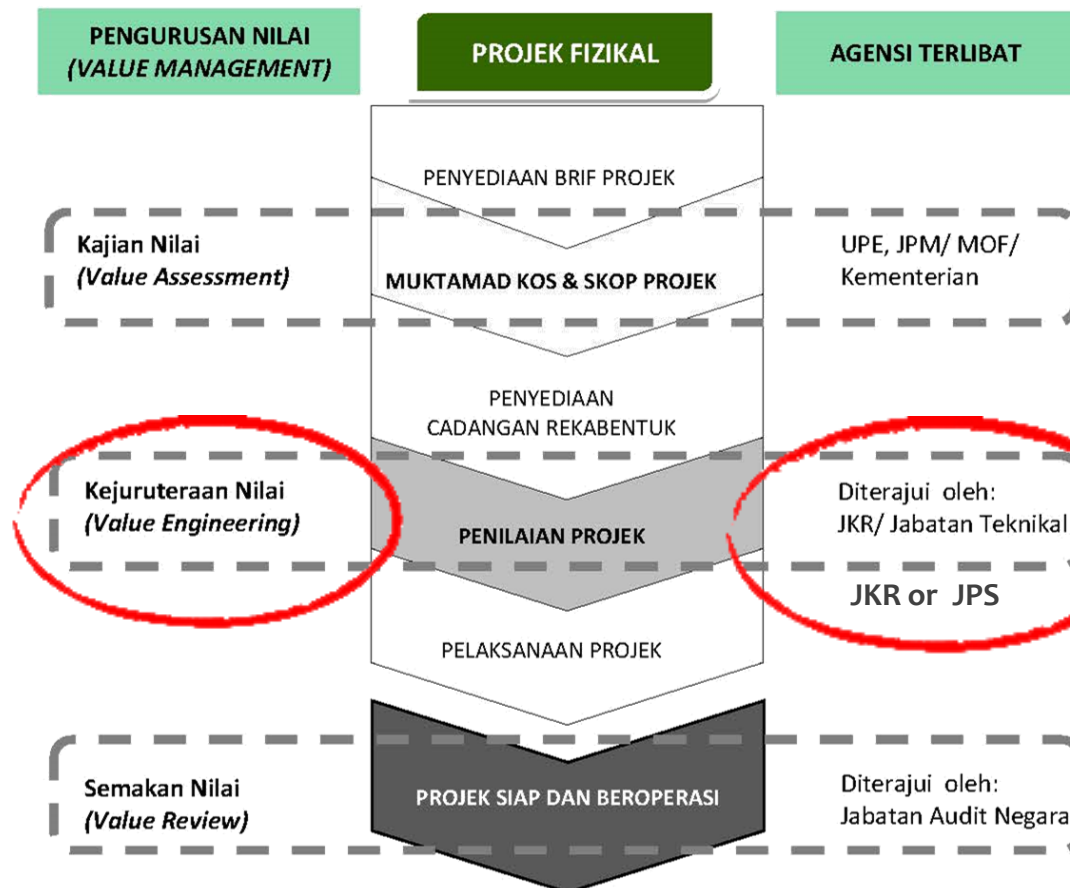 PENGURUSAN NILAI
(VALUE MANAGEMENT)
PROJEK FIZIKAL
AGENSI TERLIBAT
PENYEDIAAN BRIF PROJEK
Kajian Nilai
(Value Assessment)
MUKTAMAD KOS & SKOP PROJEK
UPE, JPM/ MOF/
Kementerian
PENYEDIAAN
CADANGAN REKABENTUK
Kejuruteraan Nilai
(Value Engineering)
PENILAIAN PROJEK
Diterajui oleh:
JKR/ Jabatan Teknikal
JKR or JPS
PELAKSANAAN PROJEK
Semakan Nilai
(Value Review)
PROJEK SIAP DAN BEROPERASI
Diterajui oleh:
Jabatan Audit Negara